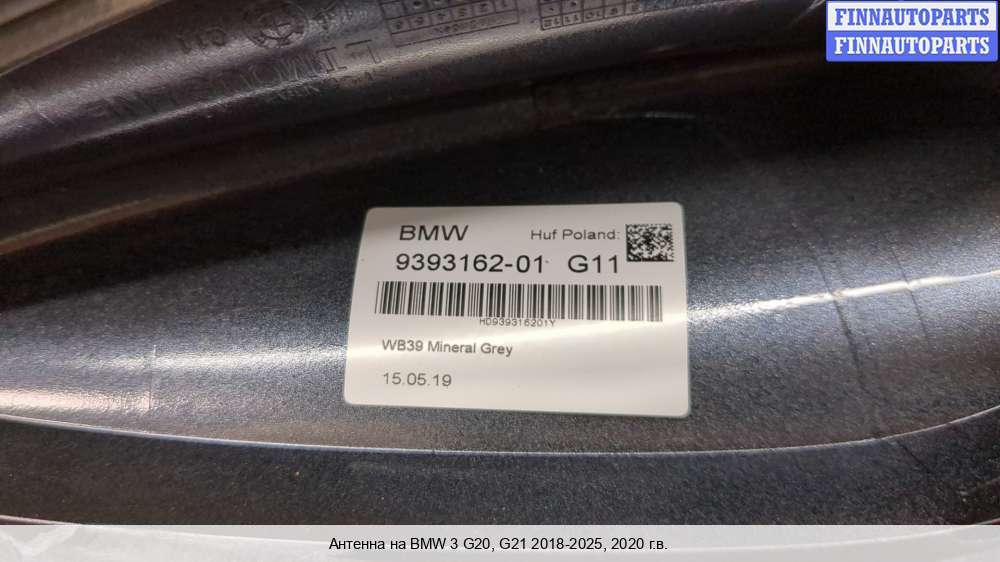 FINNAUTOPARTS
FINNAUTOPARTS
G11
BMW Huf Poland:
9393162-01 G11
HD939316201Y
WB39 Mineral Grey
15.05.19
Антенна на BMW 3 G20, G21 2018-2025, 2020 г.в.